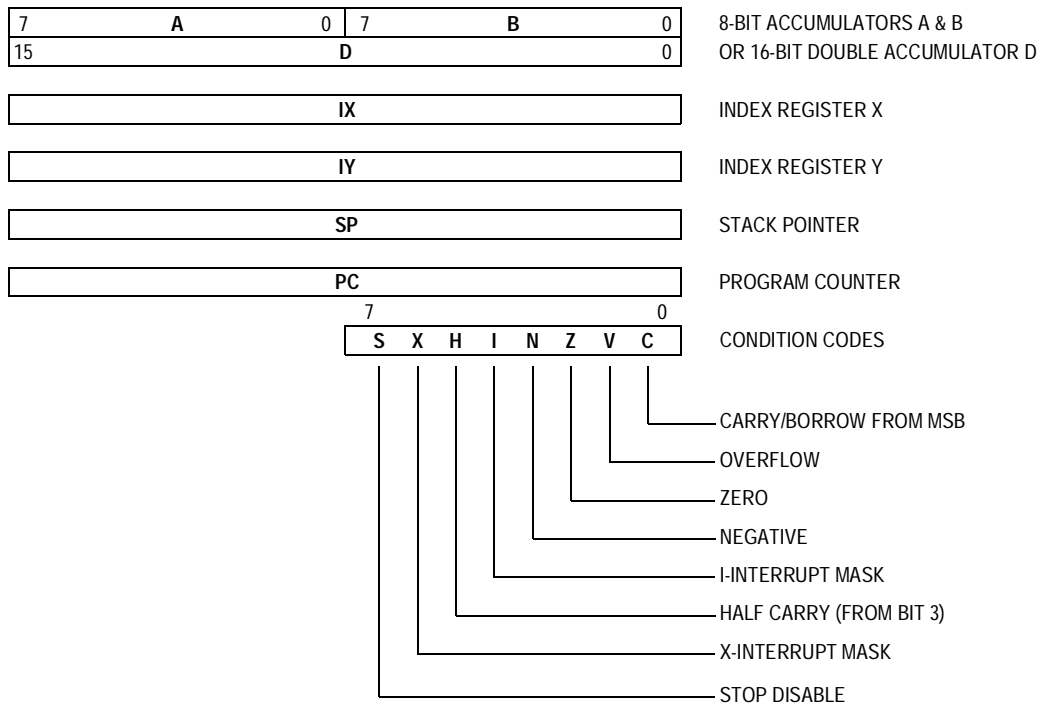 7 A 0 7 B 0 8-BIT ACCUMULATORS A & B
15 D 0 OR 16-BIT DOUBLE ACCUMULATOR D
IX INDEX REGISTER X
IY INDEX REGISTER Y
SP STACK POINTER
PC PROGRAM COUNTER
7 0
S X H I N Z V C CONDITION CODES
CARRY/BORROW FROM MSB
OVERFLOW
ZERO
NEGATIVE
I-INTERRUPT MASK
HALF CARRY (FROM BIT 3)
X-INTERRUPT MASK
STOP DISABLE